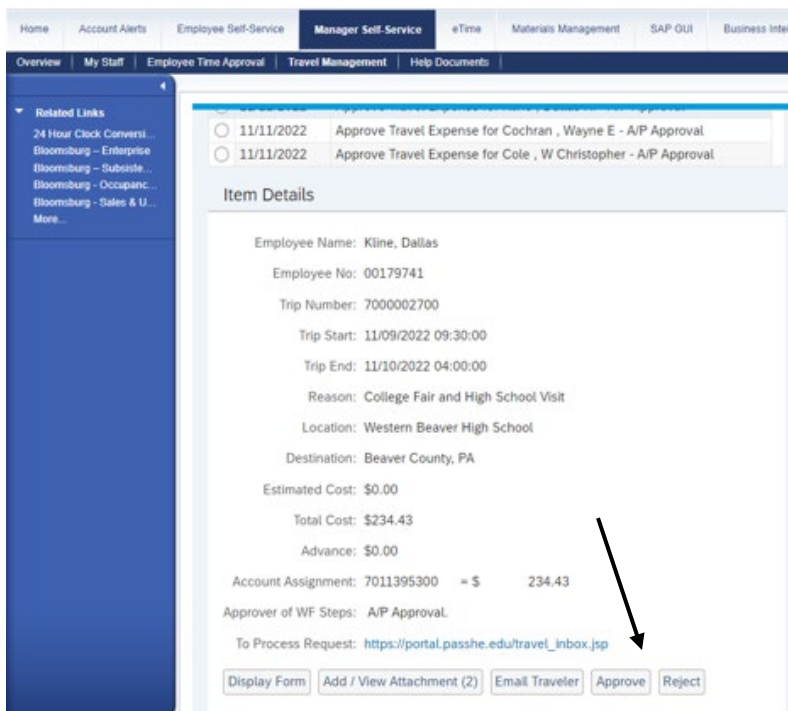 Home Account Alerts Employee Self-Service Manager Self-Service eTime Materials Management SAP GUI Business Inte
Overview My Staff Employee Time Approval Travel Management Help Documents
Related Links
24 Hour Clock Conversi...
Bloomsburg – Enterprise
Bloomsburg – Subsiste...
Bloomsburg - Occupanc...
Bloomsburg - Sales & U...
More...
11/11/2022 Approve Travel Expense for Cochran , Wayne E - A/P Approval
11/11/2022 Approve Travel Expense for Cole , W Christopher - A/P Approval
Item Details
Employee Name: Kline, Dallas
Employee No: 00179741
Trip Number: 7000002700
Trip Start: 11/09/2022 09:30:00
Trip End: 11/10/2022 04:00:00
Reason: College Fair and High School Visit
Location: Western Beaver High School
Destination: Beaver County, PA
Estimated Cost: $0.00
Total Cost: $234.43
Advance: $0.00
Account Assignment: 7011395300 = $ 234.43
Approver of WF Steps: A/P Approval.
To Process Request: https://portal.passhe.edu/travel_inbox.jsp
Display Form Add / View Attachment (2) Email Traveler Approve Reject